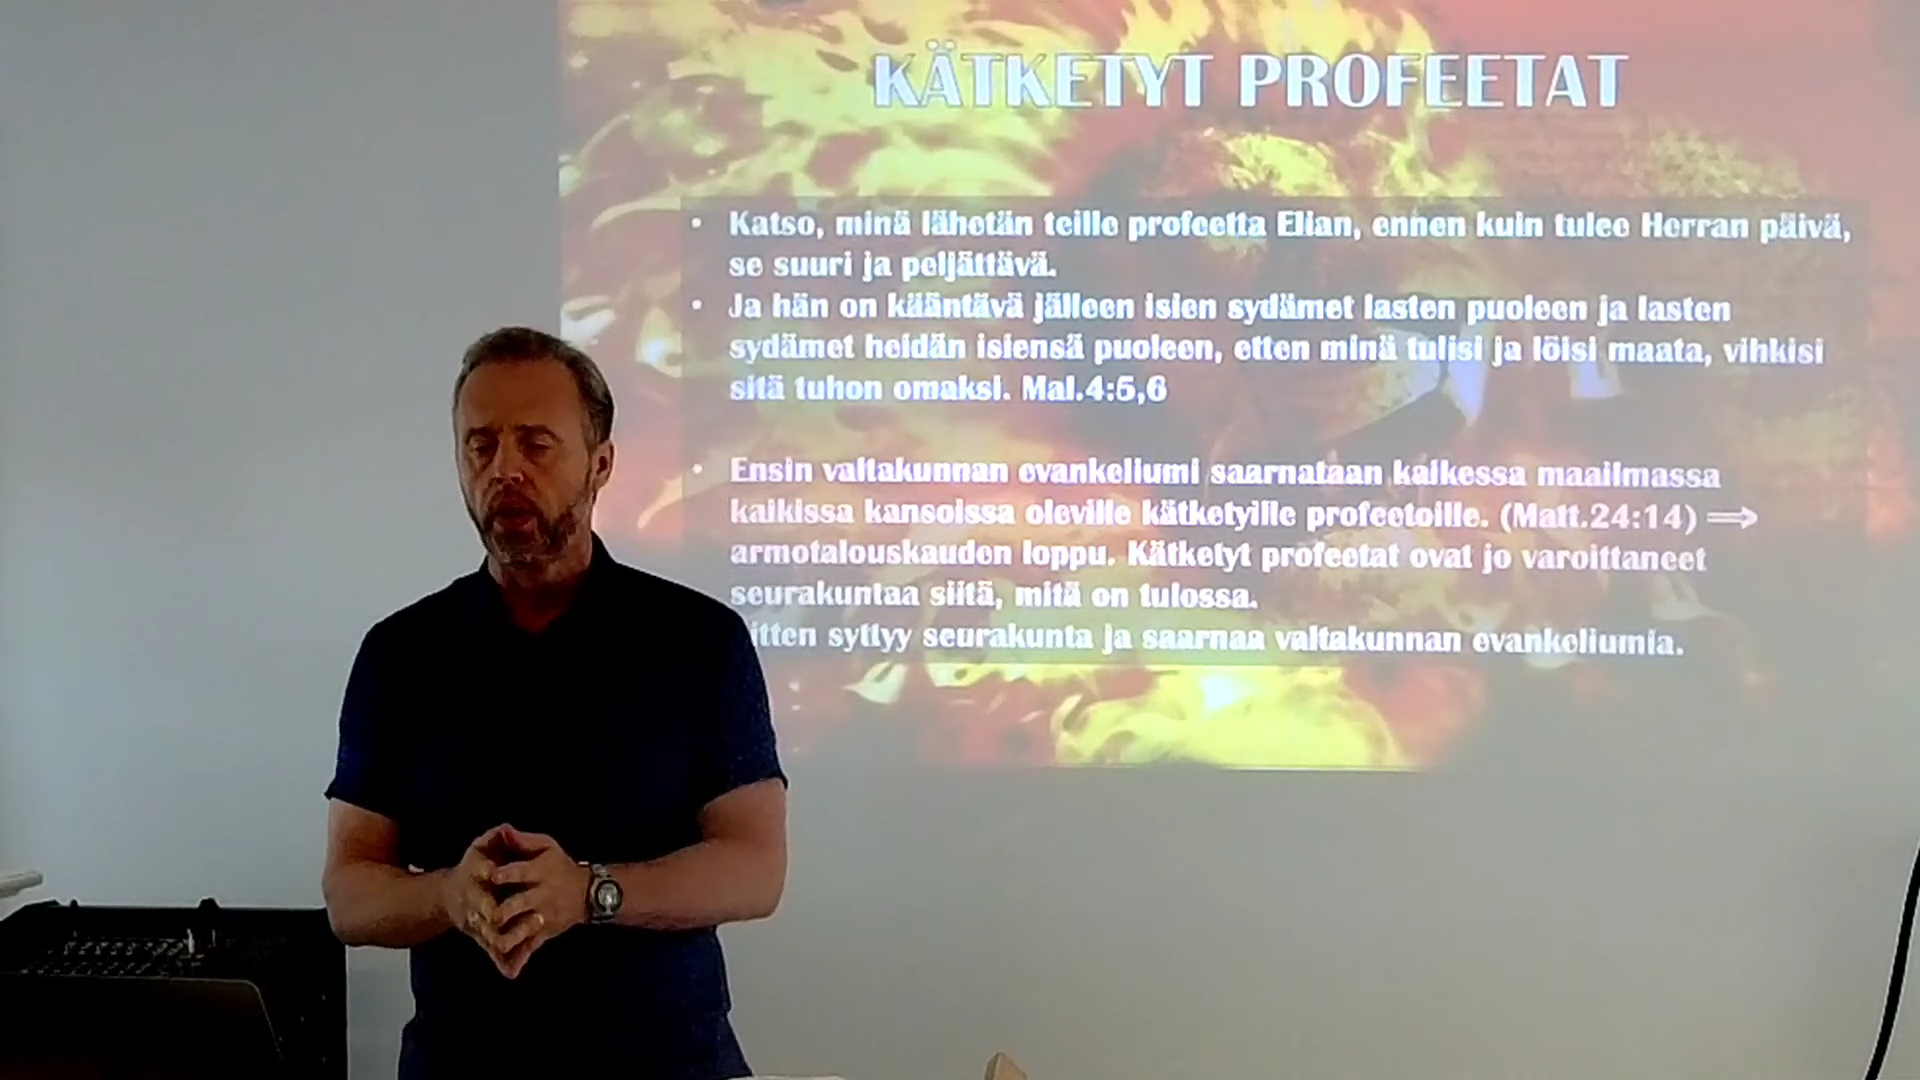 KÄTKETYT PROFEETAT
• Katso, minä lähetän teille profeetta Elian, ennen kuin tulee Herran päivä,
se suuri ja peljättävä.
• Ja hän on kääntävä jälleen isien sydämet lasten puoleen ja lasten
sydämet heidän isiensä puoleen, etten minä tulisi ja löisi maata, vihkisi
sitä tuhon omaksi. Mal.4:5,6
• Ensin valtakunnan evankeliumi saarnataan kaikessa maailmassa
kaikissa kansoissa oleville kätketyille profeetoille. (Matt.24:14) ⟹
armotalouskauden loppu. Kätketyt profeetat ovat jo varoittaneet
seurakuntaa siitä, mitä on tulossa.
itten syttyy seurakunta ja saarnaa valtakunnan evankeliumia.